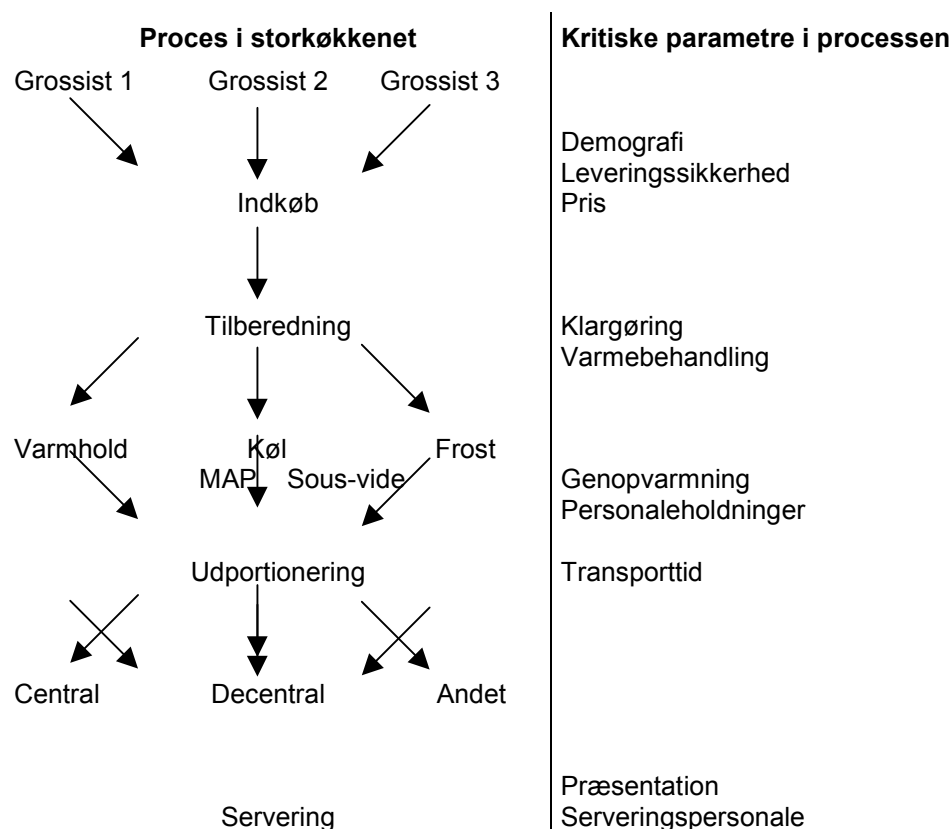 Proces i storkøkkenet
Kritiske parametre i processen
Grossist 1 Grossist 2 Grossist 3
Demografi
Leveringssikkerhed
Indkøb
Pris
Tilberedning
Klargøring
Varmebehandling
Varmhold Køl Frost
MAP Sous-vide
Genopvarmning
Personaleholdninger
Udportionering
Transporttid
Central Decentral Andet
Præsentation
Servering
Serveringspersonale